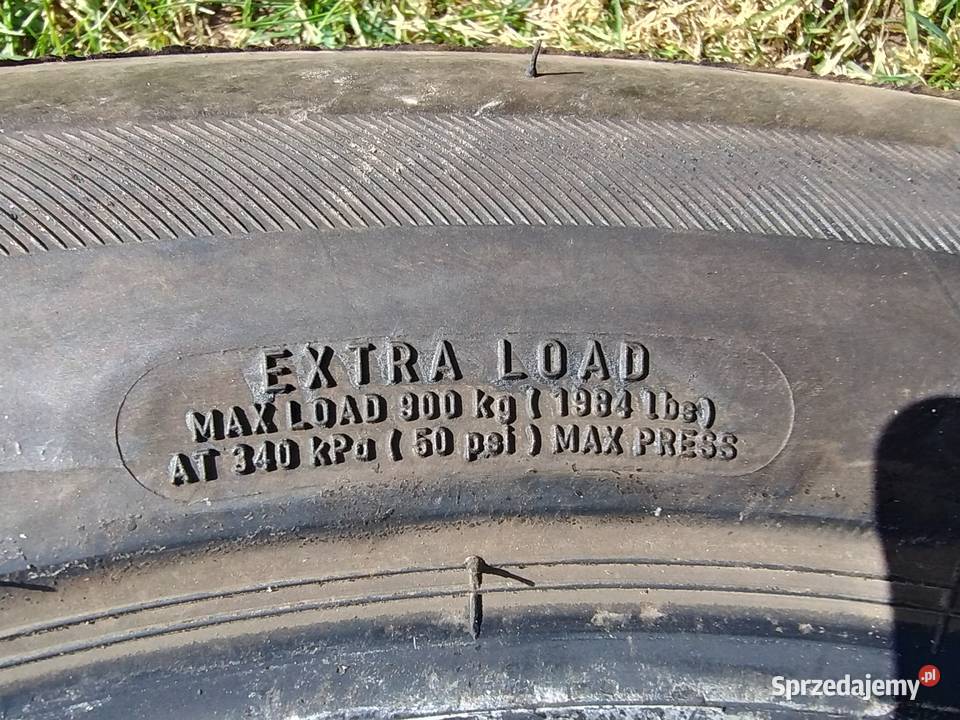 EXTRA LOAD
MAX LOAD 900 kg ( 1984 lbs)
AT 340 kPa ( 50 psi ) MAX PRESS
Sprzedajemy.pl